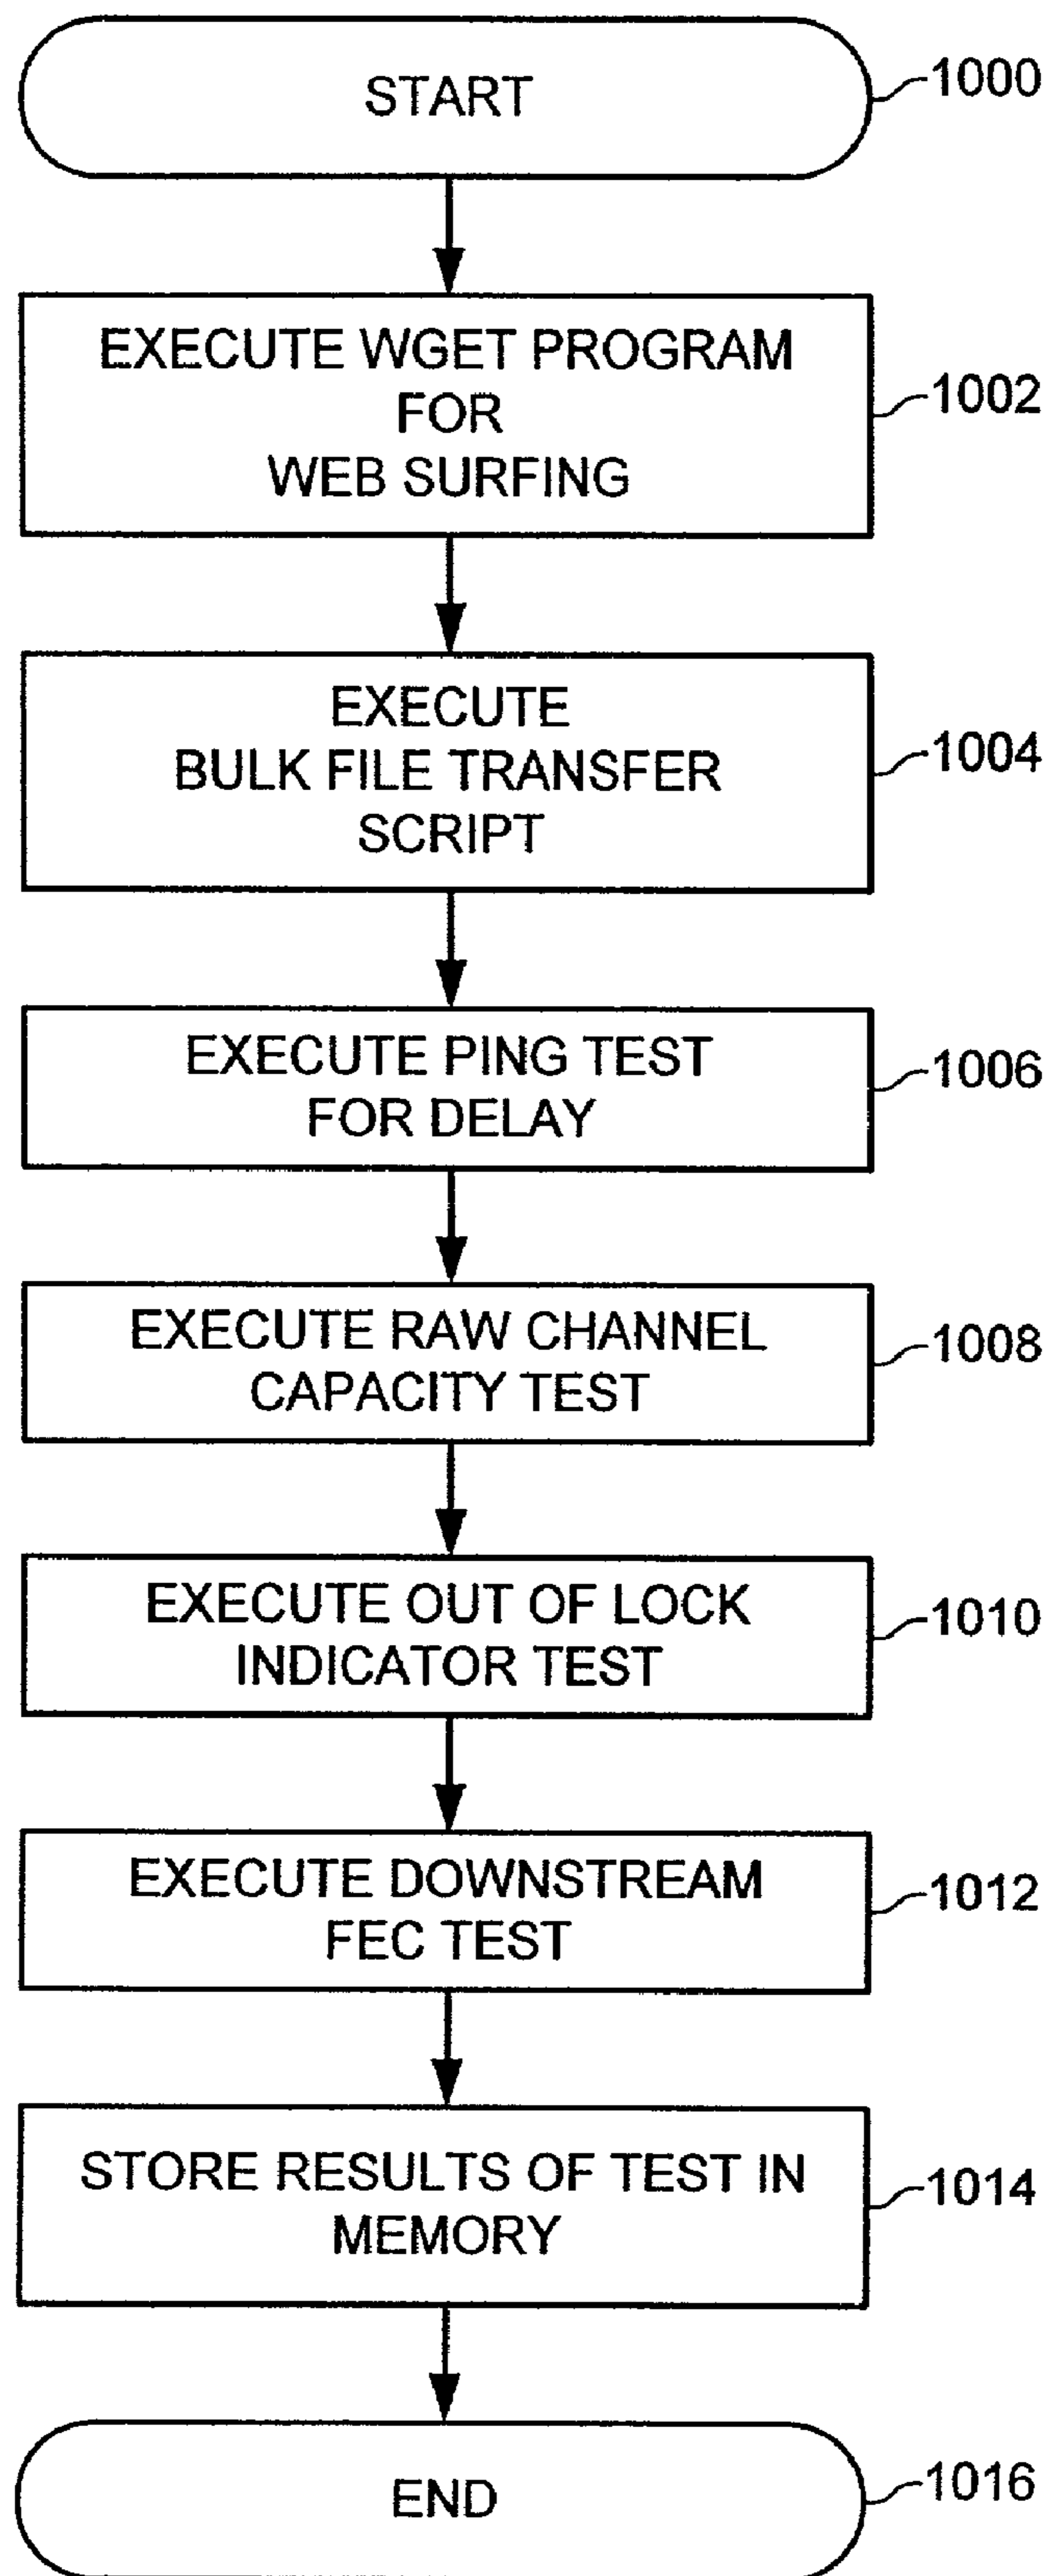 START
1000
EXECUTE WGET PROGRAM
FOR
WEB SURFING
1002
EXECUTE
BULK FILE TRANSFER
SCRIPT
1004
EXECUTE PING TEST
FOR DELAY
1006
EXECUTE RAW CHANNEL
CAPACITY TEST
1008
EXECUTE OUT OF LOCK
INDICATOR TEST
1010
EXECUTE DOWNSTREAM
FEC TEST
1012
STORE RESULTS OF TEST IN
MEMORY
1014
END
1016